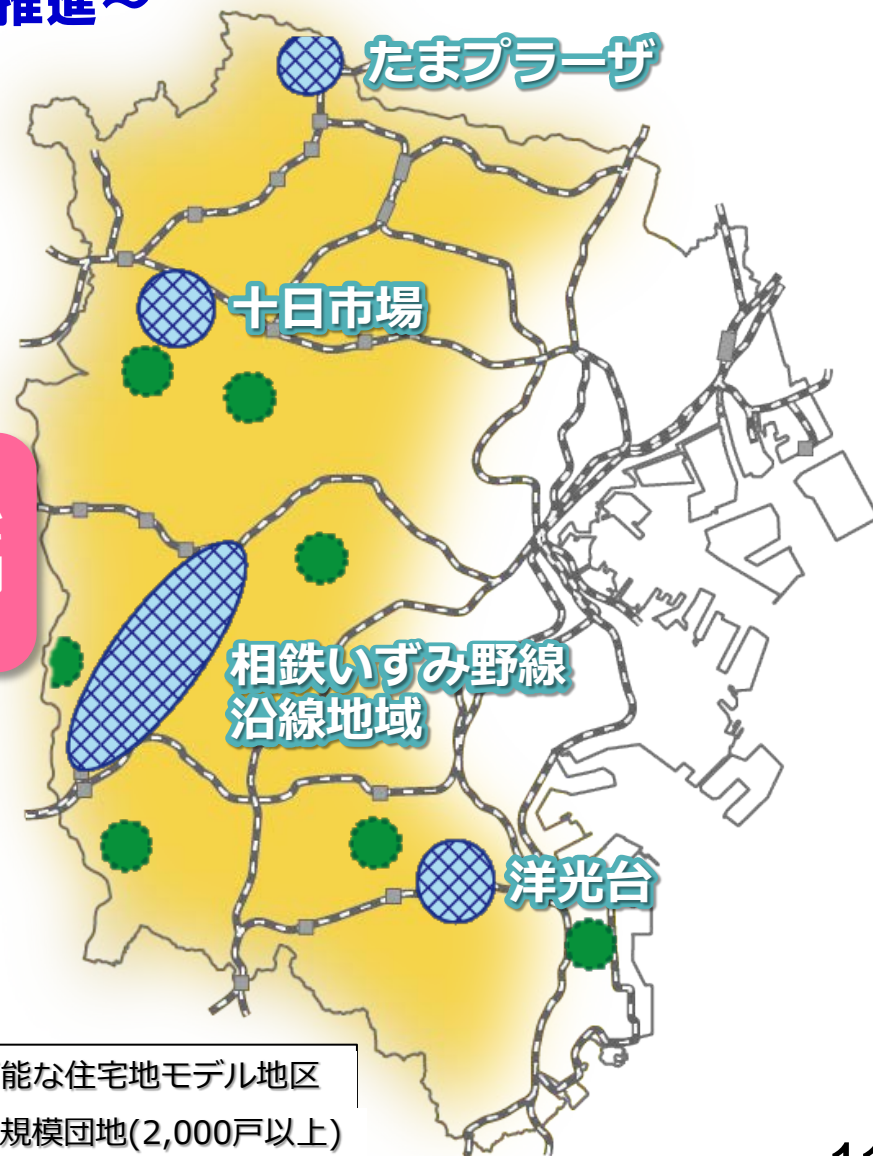 推進～
たまプラーザ
十日市場
相鉄いずみ野線
沿線地域
洋光台
能な住宅地モデル地区
規模団地(2,000戸以上)